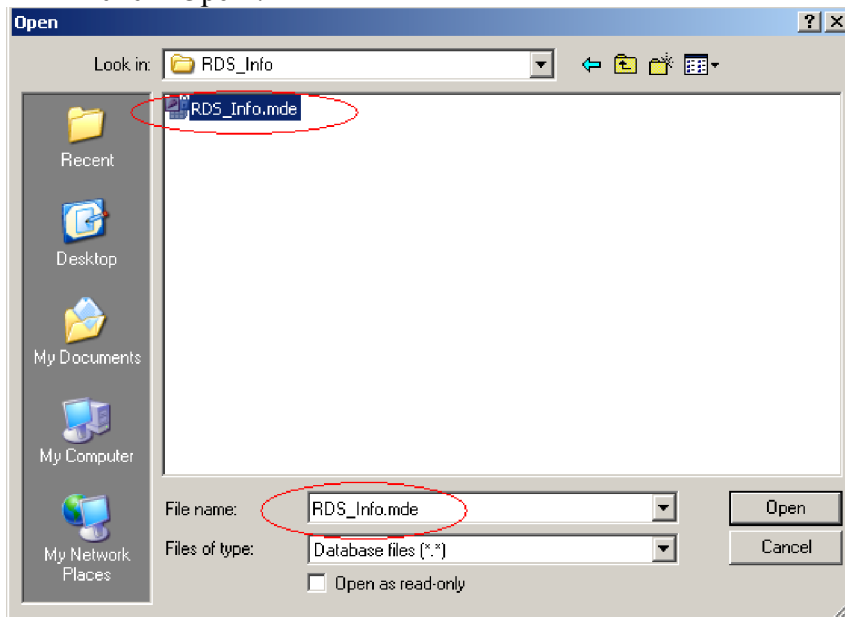 Open
Look in: RDS_Info
RDS_Info.mde
Recent
Desktop
My Documents
My Computer
My Network
Places
File name: RDS_Info.mde Open
Files of type: Database files (*.*) Cancel
Open as read-only